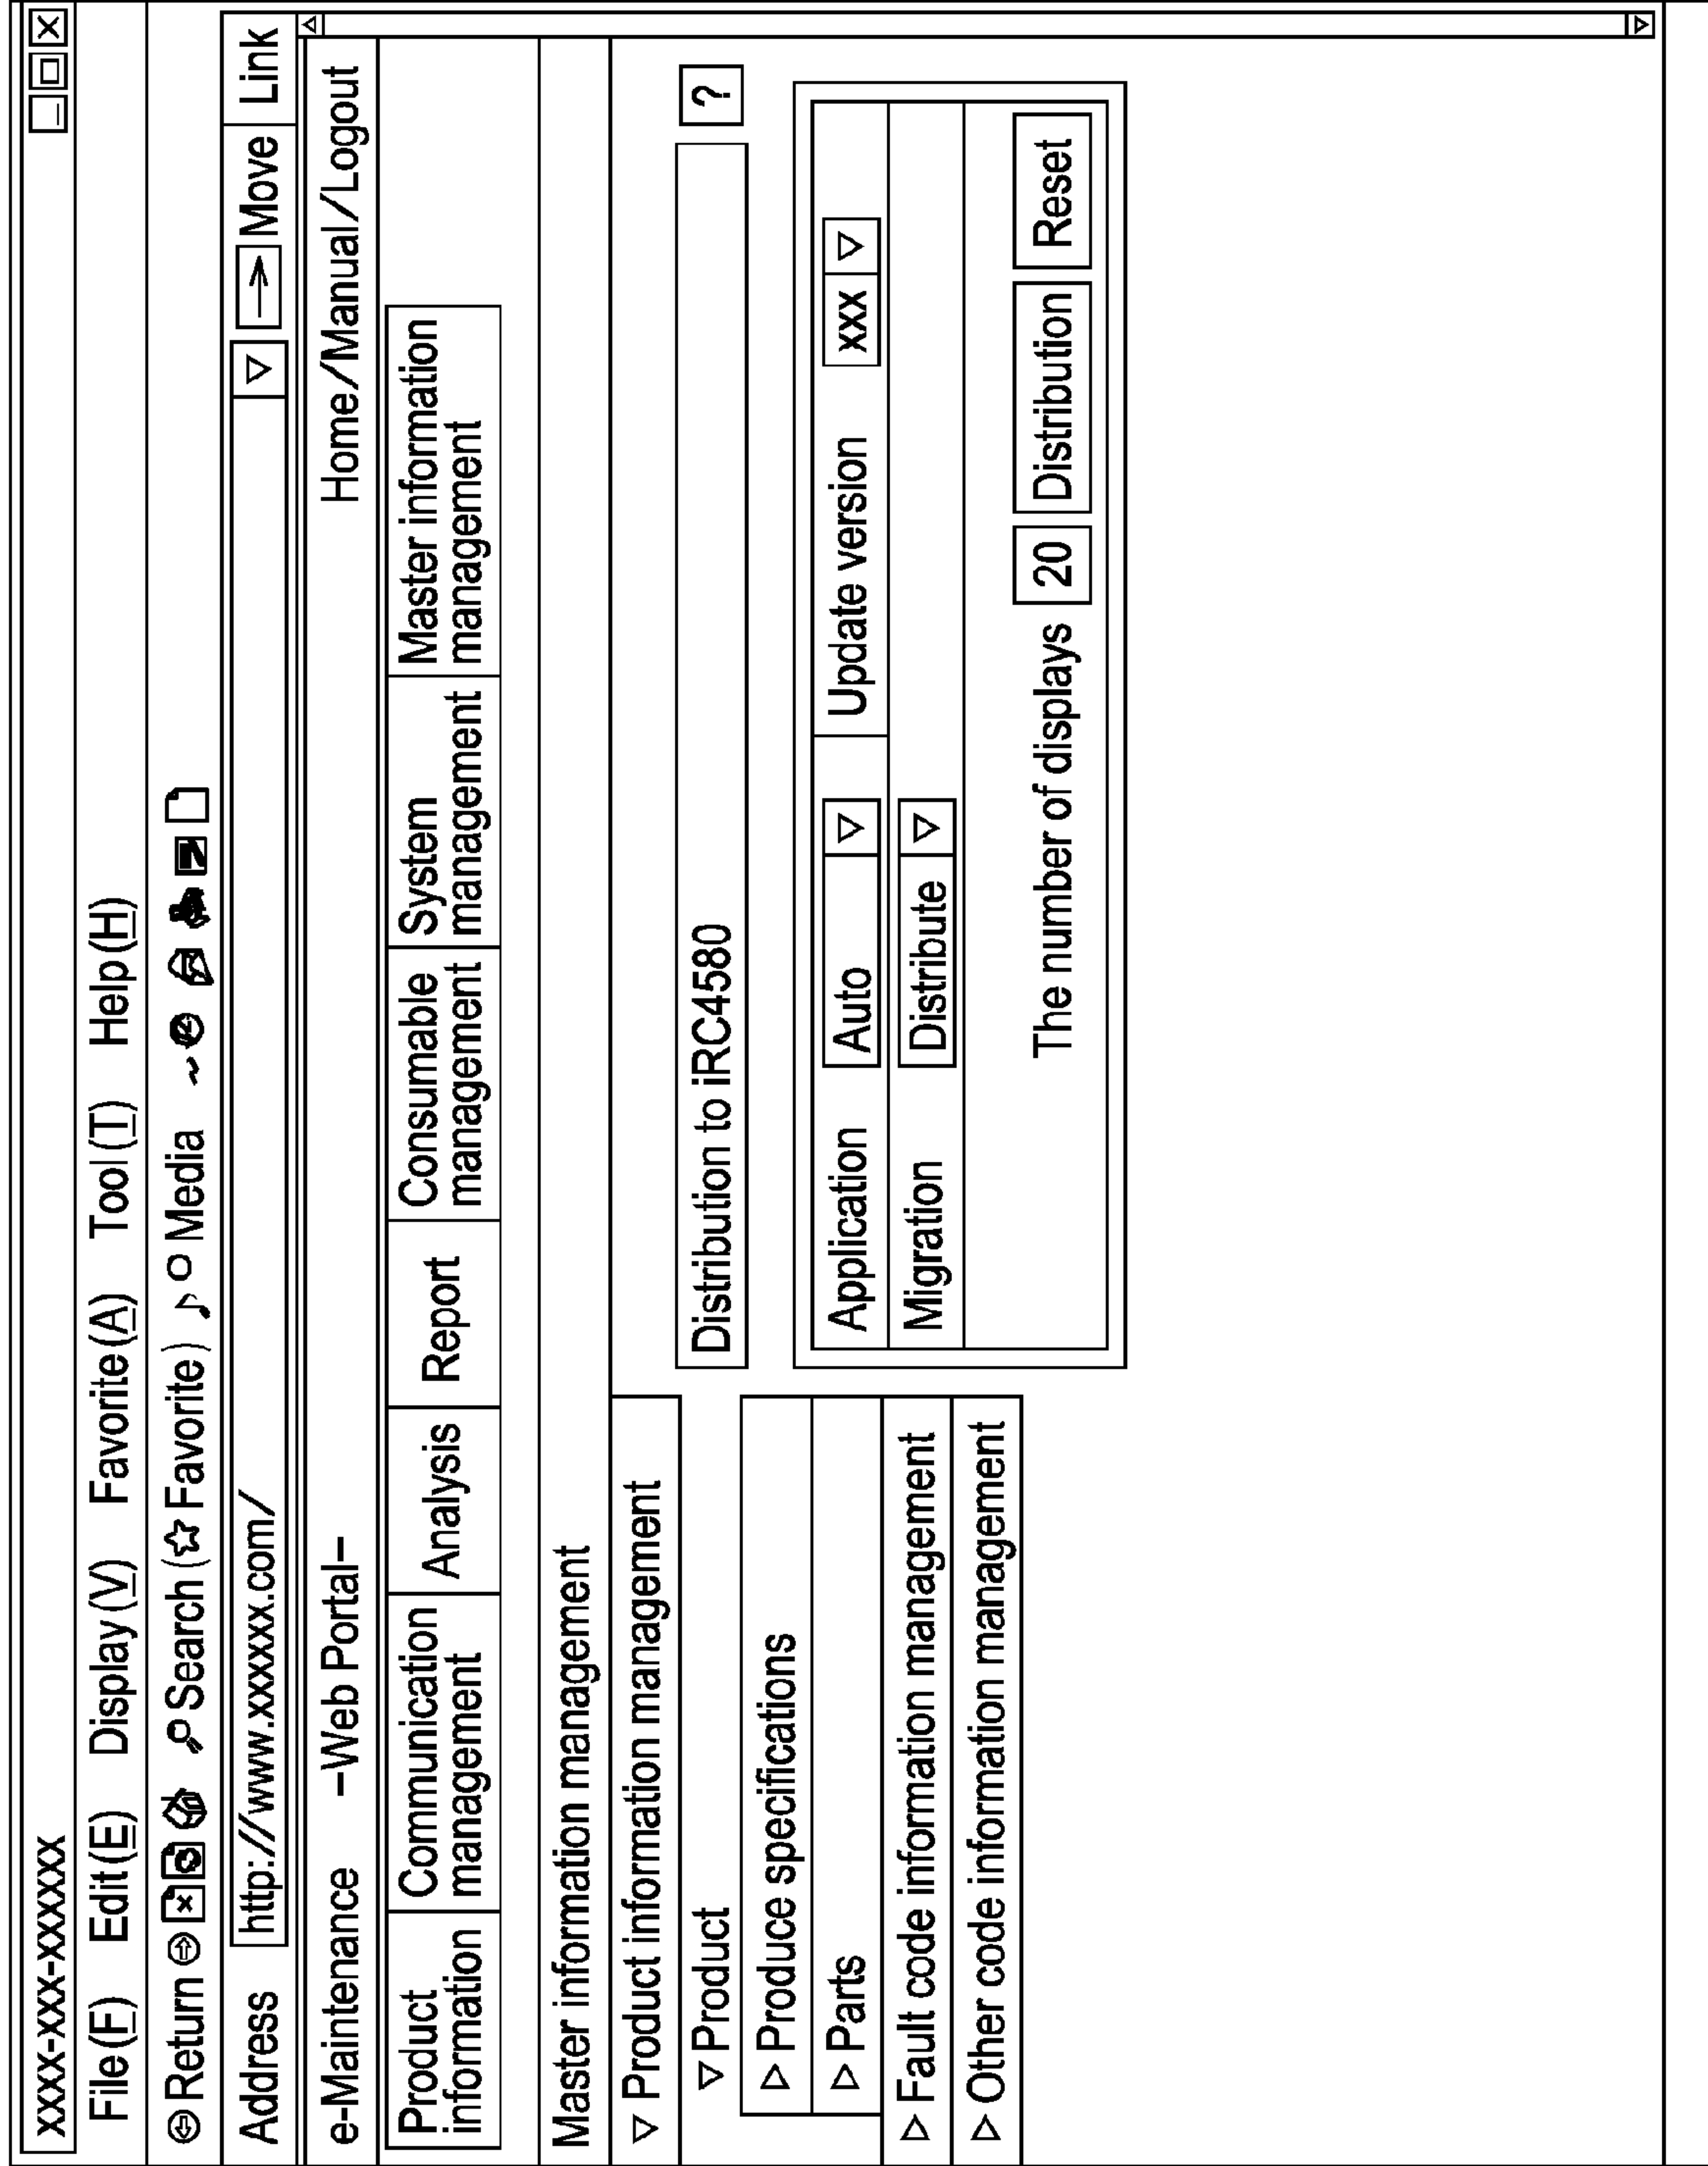 xxxx-xxx-xxx-xxxxxx
File(F) Edit(E) Display(V) Favorite(A) Tool(T) Help(H)
Return Search Favorite Media
Address http://www.xxxxx.com/ Move Link
e-Maintenance -Web Portal- Home/Manual/Logout
Product information
Communication management
Analysis
Report
Consumable management
System management
Master information management
Master information management
Product information management
Product
Produce specifications
Parts
Fault code information management
Other code information management
Distribution to iRC4580 ?
Application Auto Update version xxx
Migration Distribute
The number of displays 20 Distribution Reset